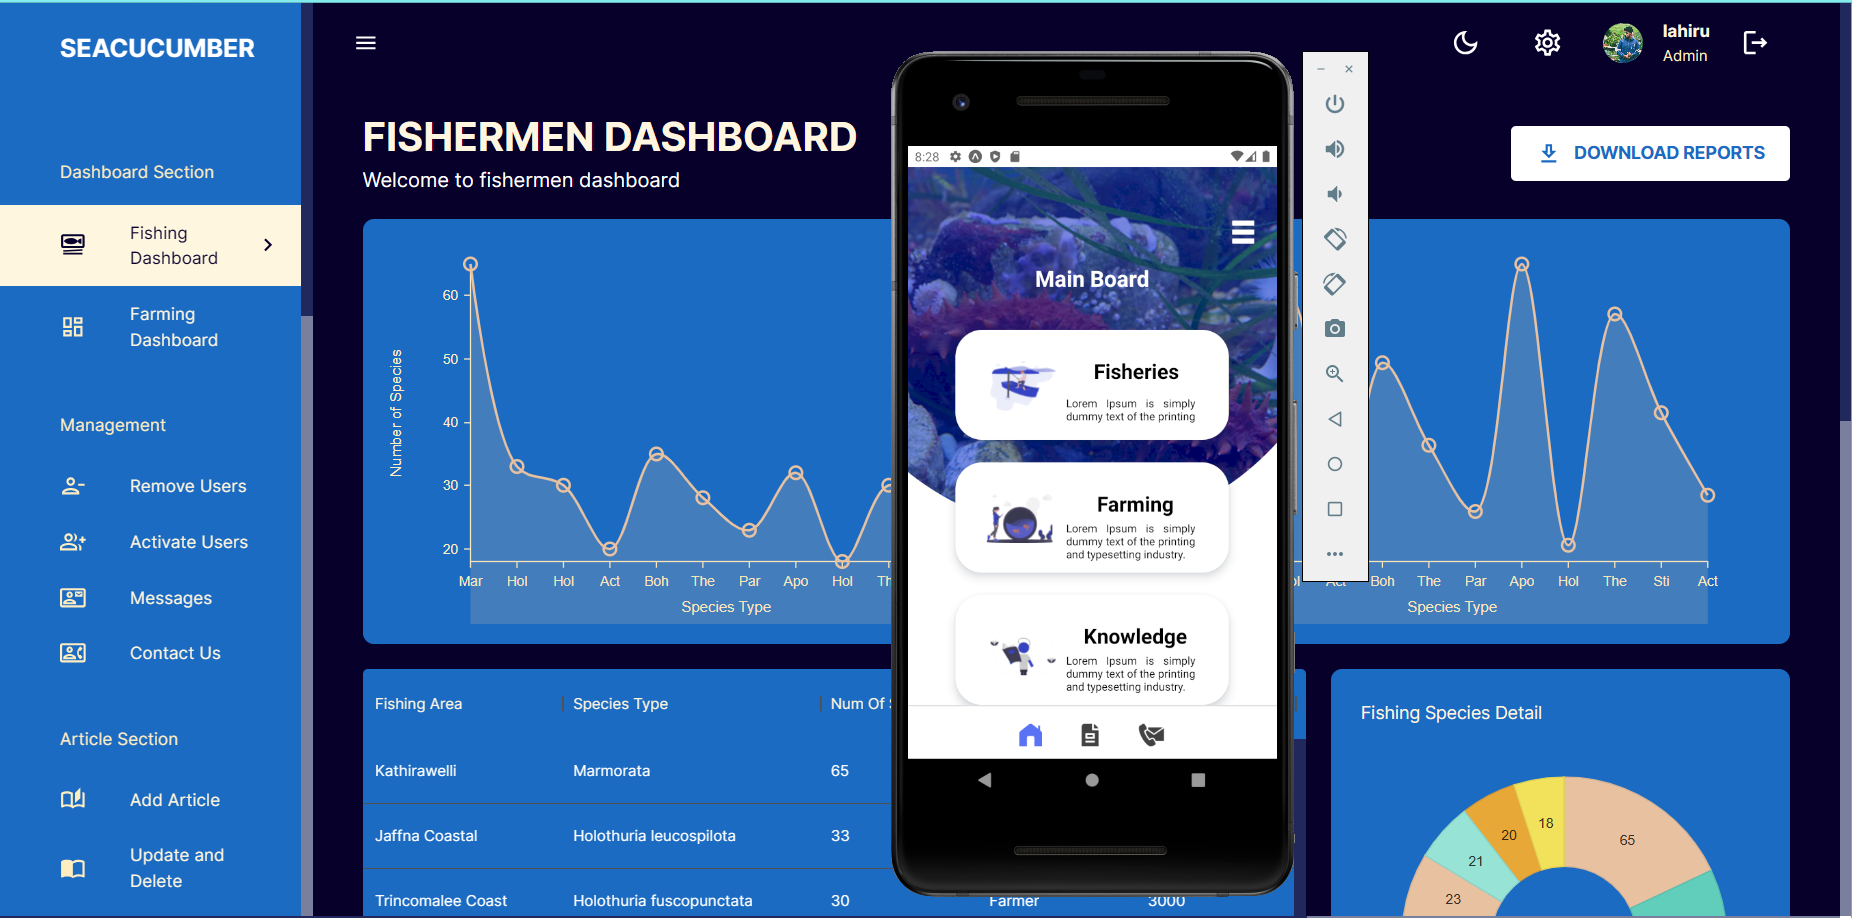 SEACUCUMBER
Dashboard Section
Fishing
Dashboard
Farming
Dashboard
Management
Remove Users
Activate Users
Messages
Contact Us
Article Section
Add Article
Update and
Delete
lahiru
Admin
FISHERMEN DASHBOARD
Welcome to fishermen dashboard
DOWNLOAD REPORTS
Number of Species
60
50
40
30
20
Mar Hol Hol Act Boh The Par Apo Hol
Species Type
Boh The Par Apo Hol The Sti Act
Species Type
8:28
Main Board
Fisheries
Lorem Ipsum is simply
dummy text of the printing
Farming
Lorem Ipsum is simply
dummy text of the printing
and typesetting industry.
Knowledge
Lorem Ipsum is simply
dummy text of the printing
and typesetting industry.
Fishing Area Species Type Num Of
Kathirawelli Marmorata 65
Jaffna Coastal Holothuria leucospilota 33
Trincomalee Coast Holothuria fuscopunctata 30 Farmer 3000
Fishing Species Detail
18
20
65
21
23